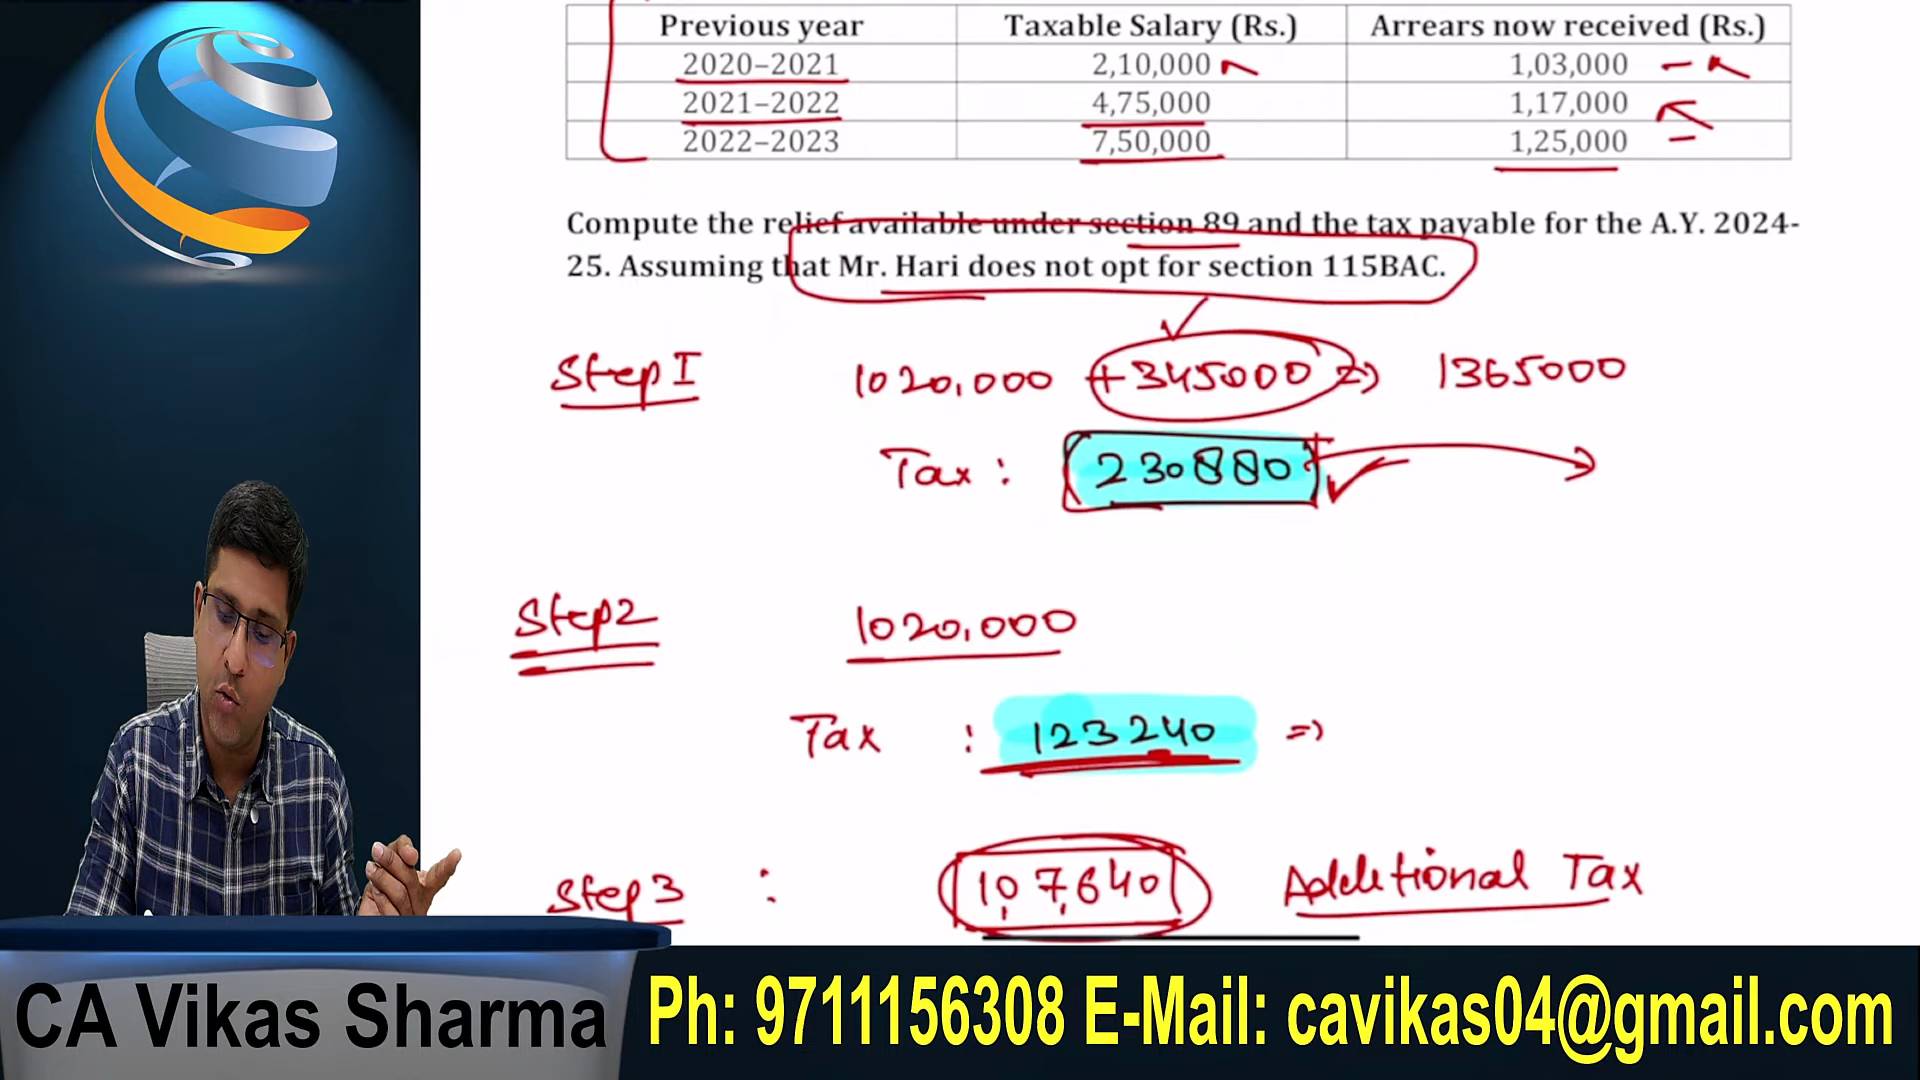 Previous year Taxable Salary (Rs.) Arrears now received (Rs.)
2020–2021 2,10,000 1,03,000
2021–2022 4,75,000 1,17,000
2022–2023 7,50,000 1,25,000
Compute the relief available under section 89 and the tax payable for the A.Y. 2024-
25. Assuming that Mr. Hari does not opt for section 115BAC.
Step I 1020,000 +345000 => 1365000
Tax : 230880
Step2 1020,000
Tax : 123240 =>
Step3 : 10,7,640 Additional Tax
CA Vikas Sharma
Ph: 9711156308 E-Mail: cavikas04@gmail.com